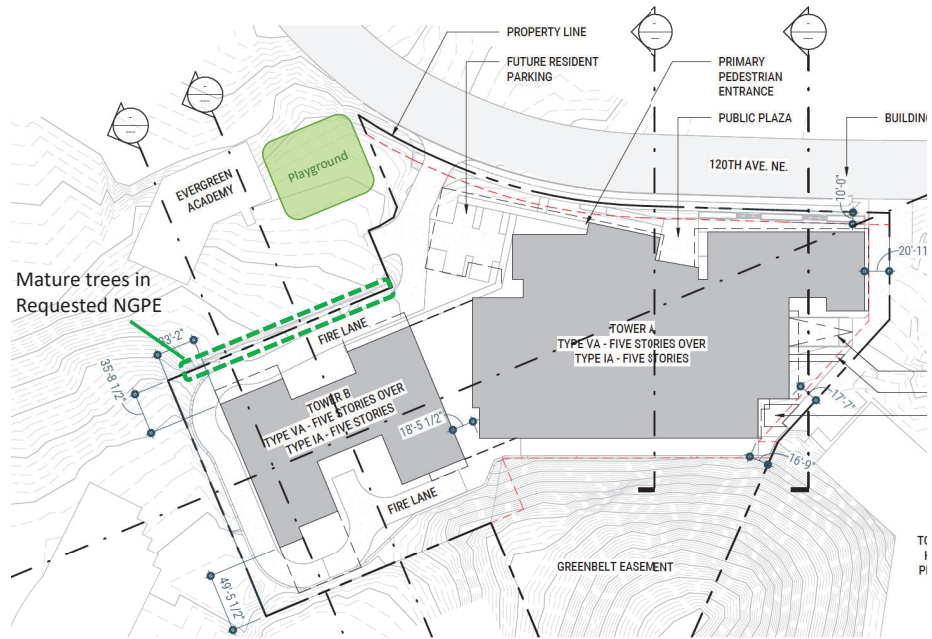 PROPERTY LINE
FUTURE RESIDENT
PARKING
PRIMARY
PEDESTRIAN
ENTRANCE
PUBLIC PLAZA
BUILDING
120TH AVE. NE.
10'-0"
20'-11
EVERGREEN
ACADEMY
Playground
Mature trees in
Requested NGPE
35'-8 1/2"
FIRE LANE
TOWER A
TYPE VA - FIVE STORIES OVER
TYPE IA - FIVE STORIES
TOWER B
TYPE VA - FIVE STORIES OVER
TYPE IA - FIVE STORIES
18'-5 1/2"
17'-7"
16'-9"
FIRE LANE
GREENBELT EASEMENT
49'-5 1/2"